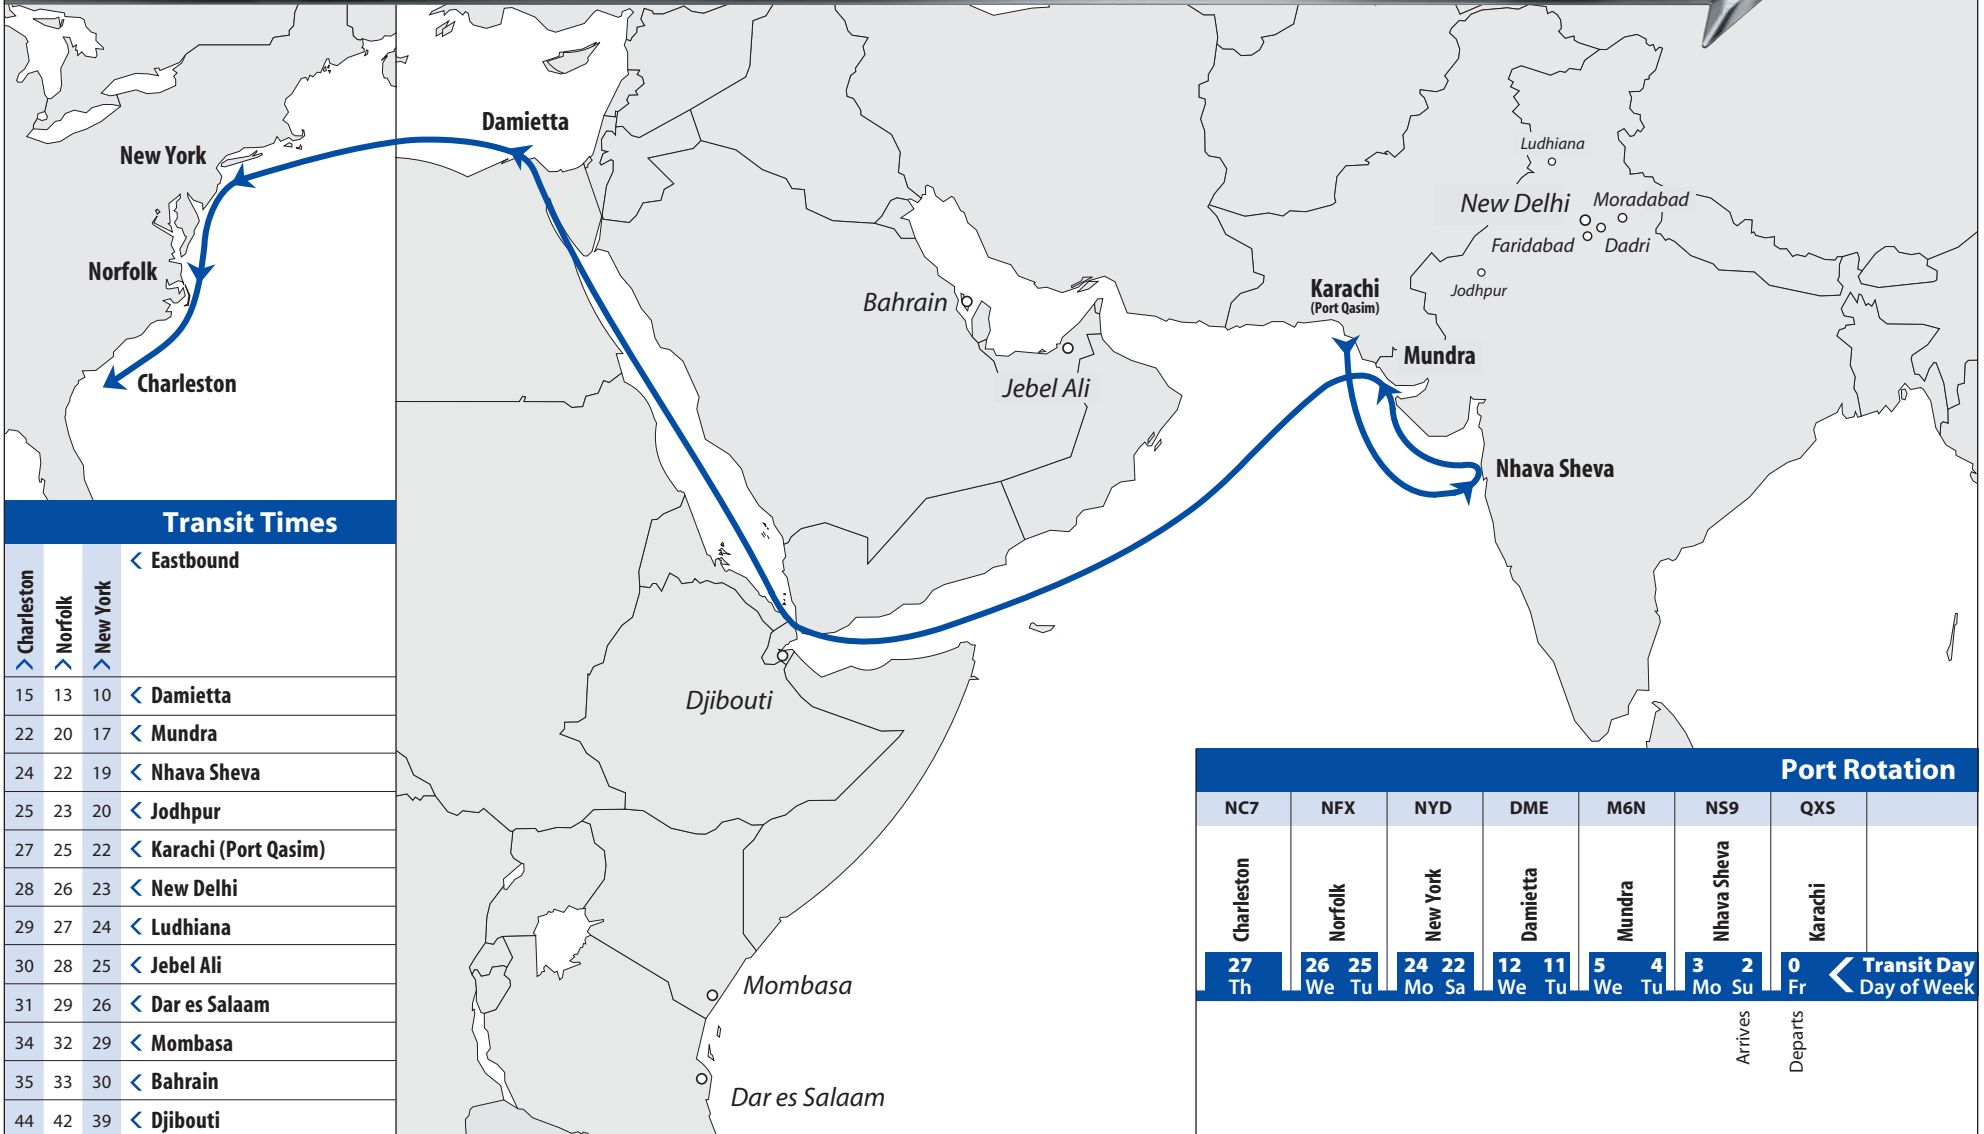 Damietta
New York
Ludhiana
New Delhi
Moradabad
Faridabad
Dadri
Norfolk
Karachi
(Port Qasim)
Jodhpur
Bahrain
Mundra
Jebel Ali
Charleston
Nhava Sheva
Djibouti
Mombasa
Dar es Salaam
Transit Times
Charleston
Norfolk
New York
Eastbound
15 13 10 Damietta
22 20 17 Mundra
24 22 19 Nhava Sheva
25 23 20 Jodhpur
27 25 22 Karachi (Port Qasim)
28 26 23 New Delhi
29 27 24 Ludhiana
30 28 25 Jebel Ali
31 29 26 Dar es Salaam
34 32 29 Mombasa
35 33 30 Bahrain
44 42 39 Djibouti
Port Rotation
NC7 NFX NYD DME M6N NS9 QXS
Charleston
Norfolk
New York
Damietta
Mundra
Nhava Sheva
Karachi
27 26 25 24 22 12 11 5 4 3 2 0 Transit Day
Th We Tu Mo Sa We Tu We Tu Mo Su Fr Day of Week
Arrives
Departs